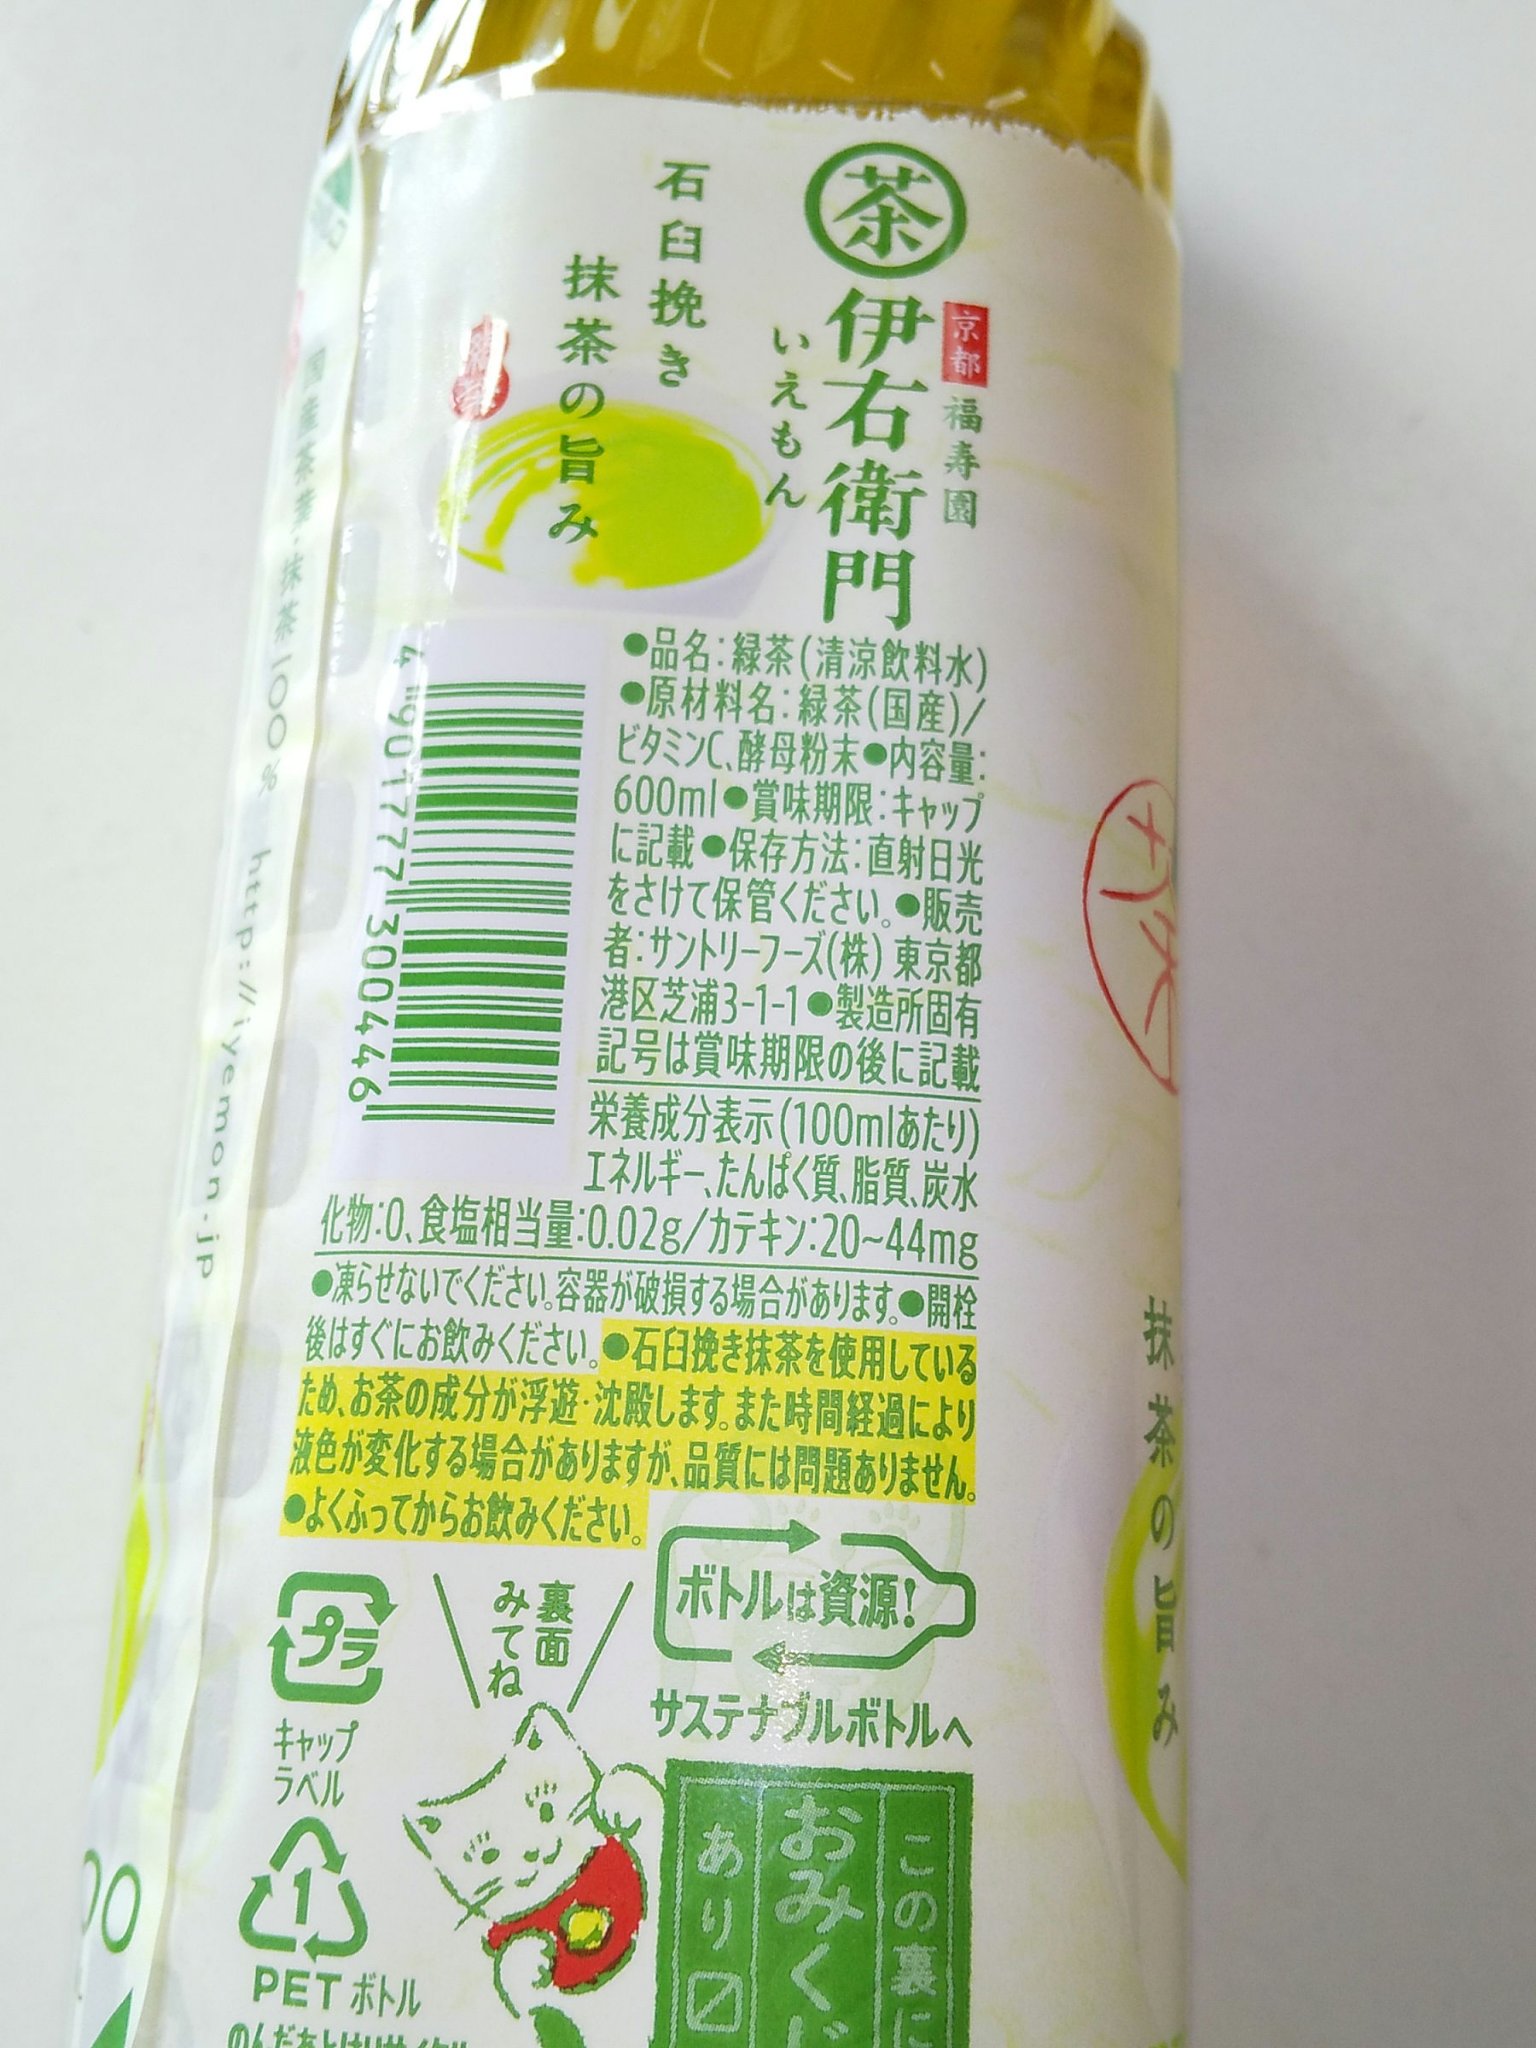 茶
京都 福寿園
伊右衛門
いえもん
石臼挽き
抹茶の旨み
●品名:緑茶(清涼飲料水)
●原材料名:緑茶(国産)/
ビタミンC、酵母粉末●内容量:
600ml●賞味期限:キャップ
に記載●保存方法:直射日光
をさけて保管ください。●販売
者:サントリーフーズ(株) 東京都
港区芝浦3-1-1●製造所固有
記号は賞味期限の後に記載
4 901777 300446
栄養成分表示(100mlあたり)
エネルギー、たんぱく質、脂質、炭水
化物:0、食塩相当量:0.02g/カテキン:20~44mg
●凍らせないでください。容器が破損する場合があります。●開栓
後はすぐにお飲みください。●石臼挽き抹茶を使用している
ため、お茶の成分が浮遊・沈殿します。また時間経過により
液色が変化する場合がありますが、品質には問題ありません。
●よくふってからお飲みください。
ボトルは資源!
サステナブルボトルへ
裏面
みてね
プラ
キャップ
ラベル
1
PETボトル
のんだあとはリサイクル
この裏に
おみくじ
あり
国産茶葉・抹茶100% http://iyemon.jp
抹茶の旨み